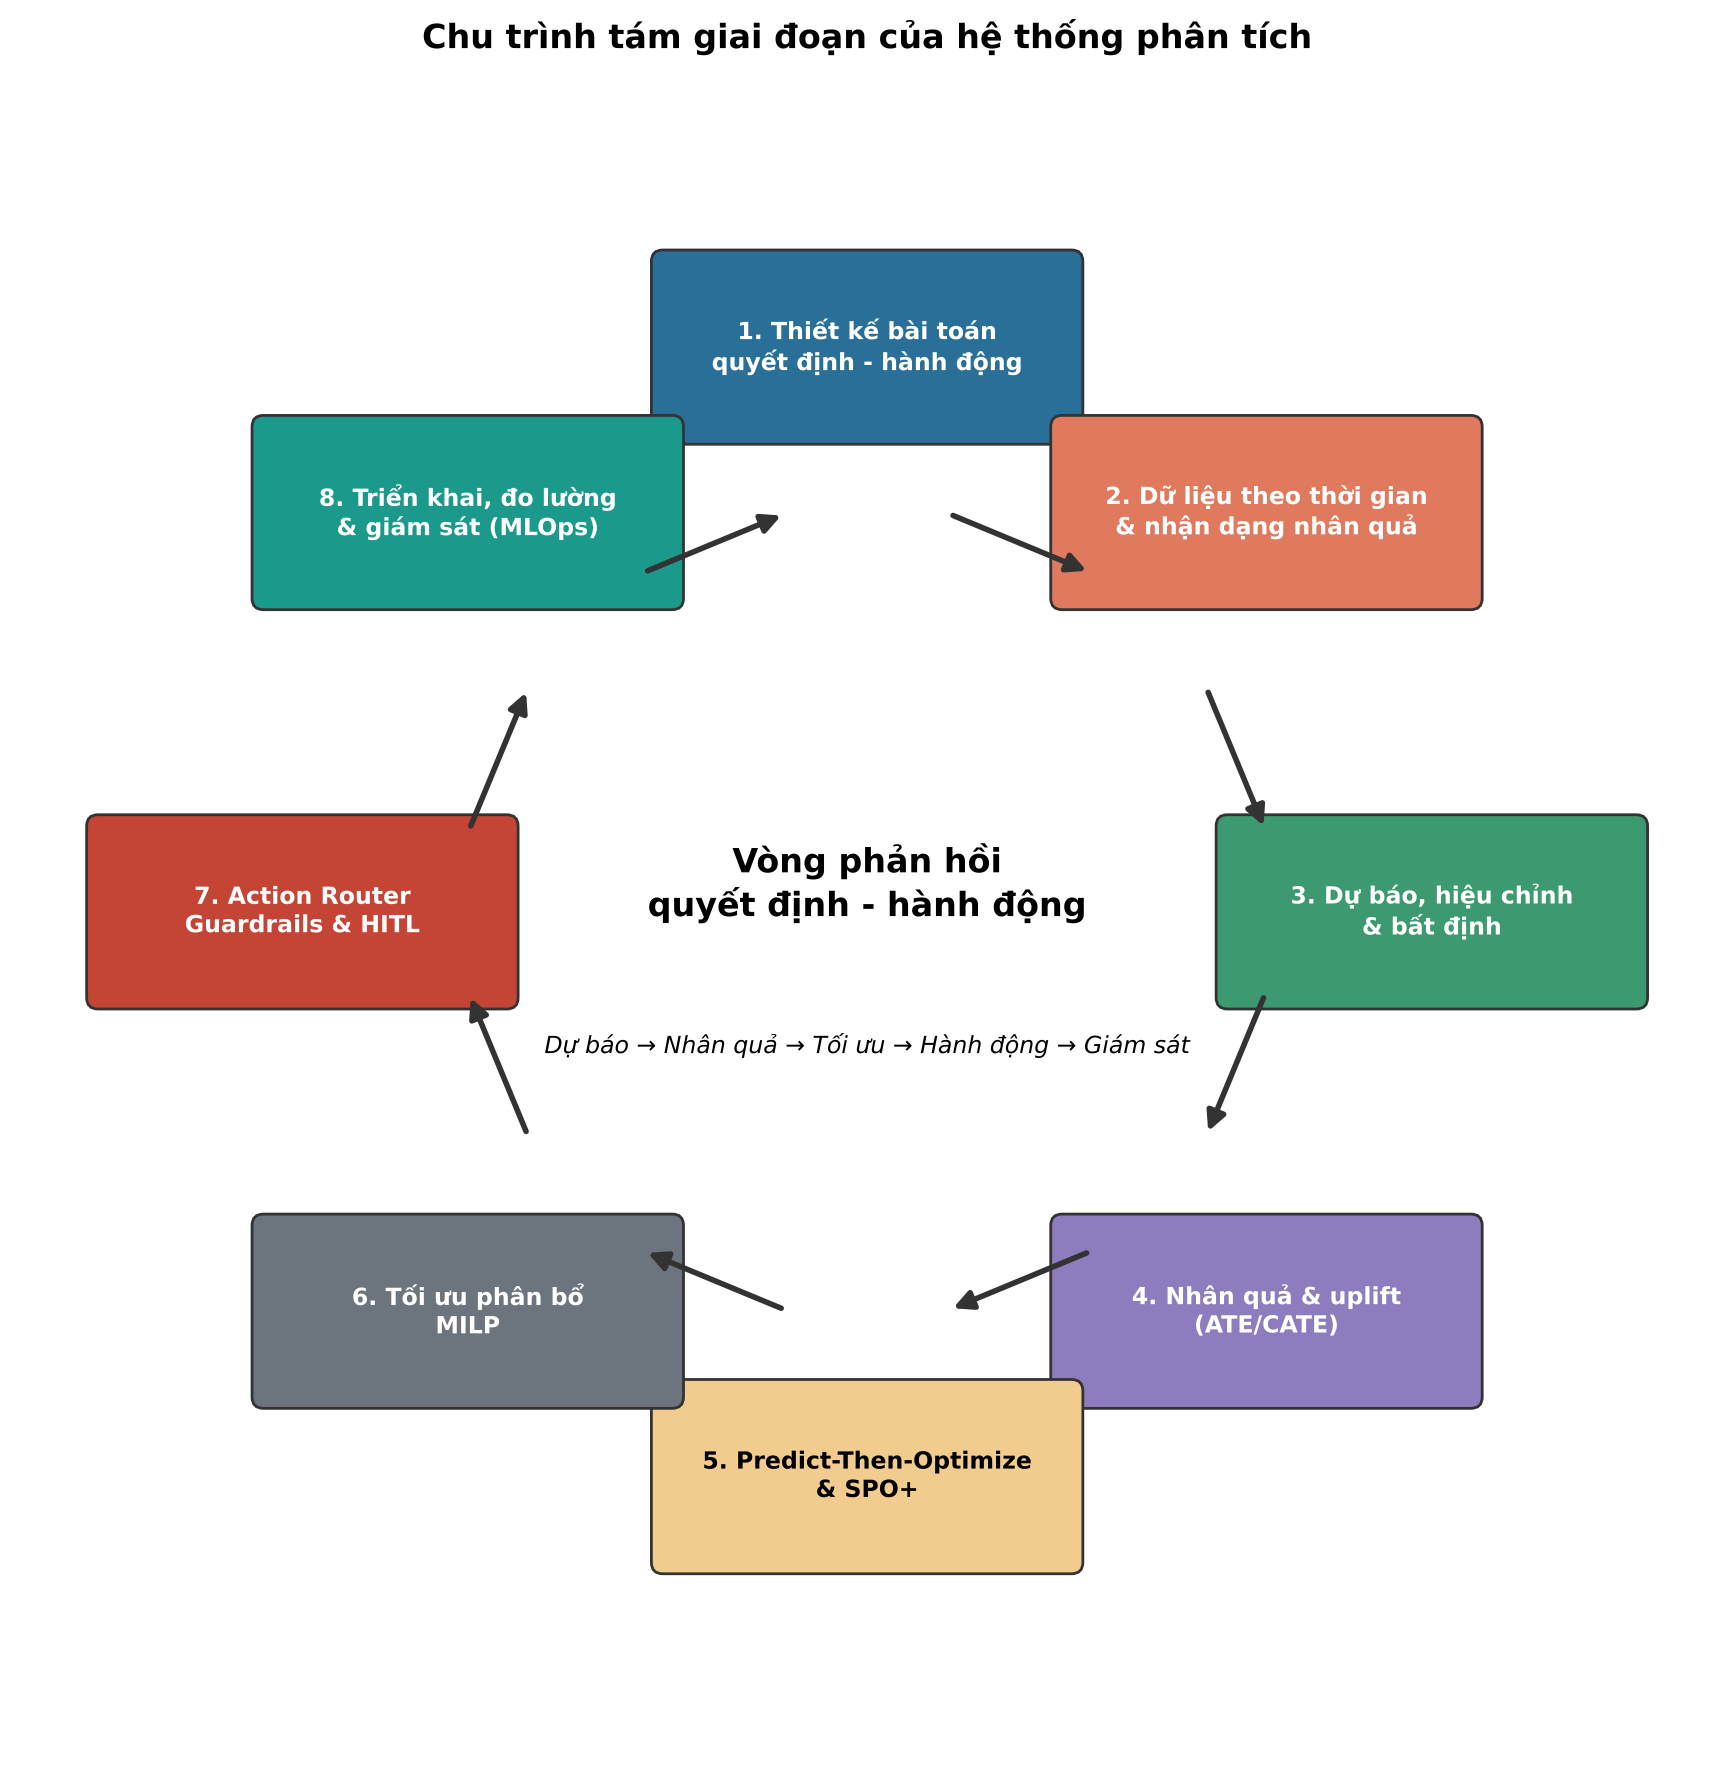 Chu trình tám giai đoạn của hệ thống phân tích
1. Thiết kế bài toán
quyết định - hành động
2. Dữ liệu theo thời gian
& nhận dạng nhân quả
3. Dự báo, hiệu chỉnh
& bất định
4. Nhân quả & uplift
(ATE/CATE)
5. Predict-Then-Optimize
& SPO+
6. Tối ưu phân bổ
MILP
7. Action Router
Guardrails & HITL
8. Triển khai, đo lường
& giám sát (MLOps)
Vòng phản hồi
quyết định - hành động
Dự báo → Nhân quả → Tối ưu → Hành động → Giám sát